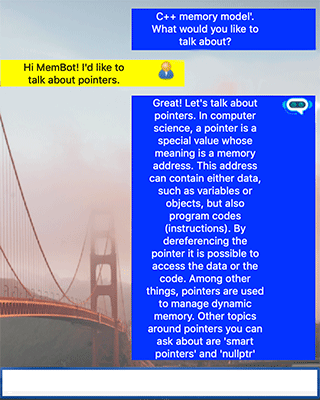 C++ memory model'.
What would you like to
talk about?
Hi MemBot! I'd like to
talk about pointers.
Great! Let's talk about
pointers. In computer
science, a pointer is a
special value whose
meaning is a memory
address. This address
can contain either data,
such as variables or
objects, but also
program codes
(instructions). By
dereferencing the
pointer it is possible to
access the data or the
code. Among other
things, pointers are used
to manage dynamic
memory. Other topics
around pointers you can
ask about are 'smart
pointers' and 'nullptr'